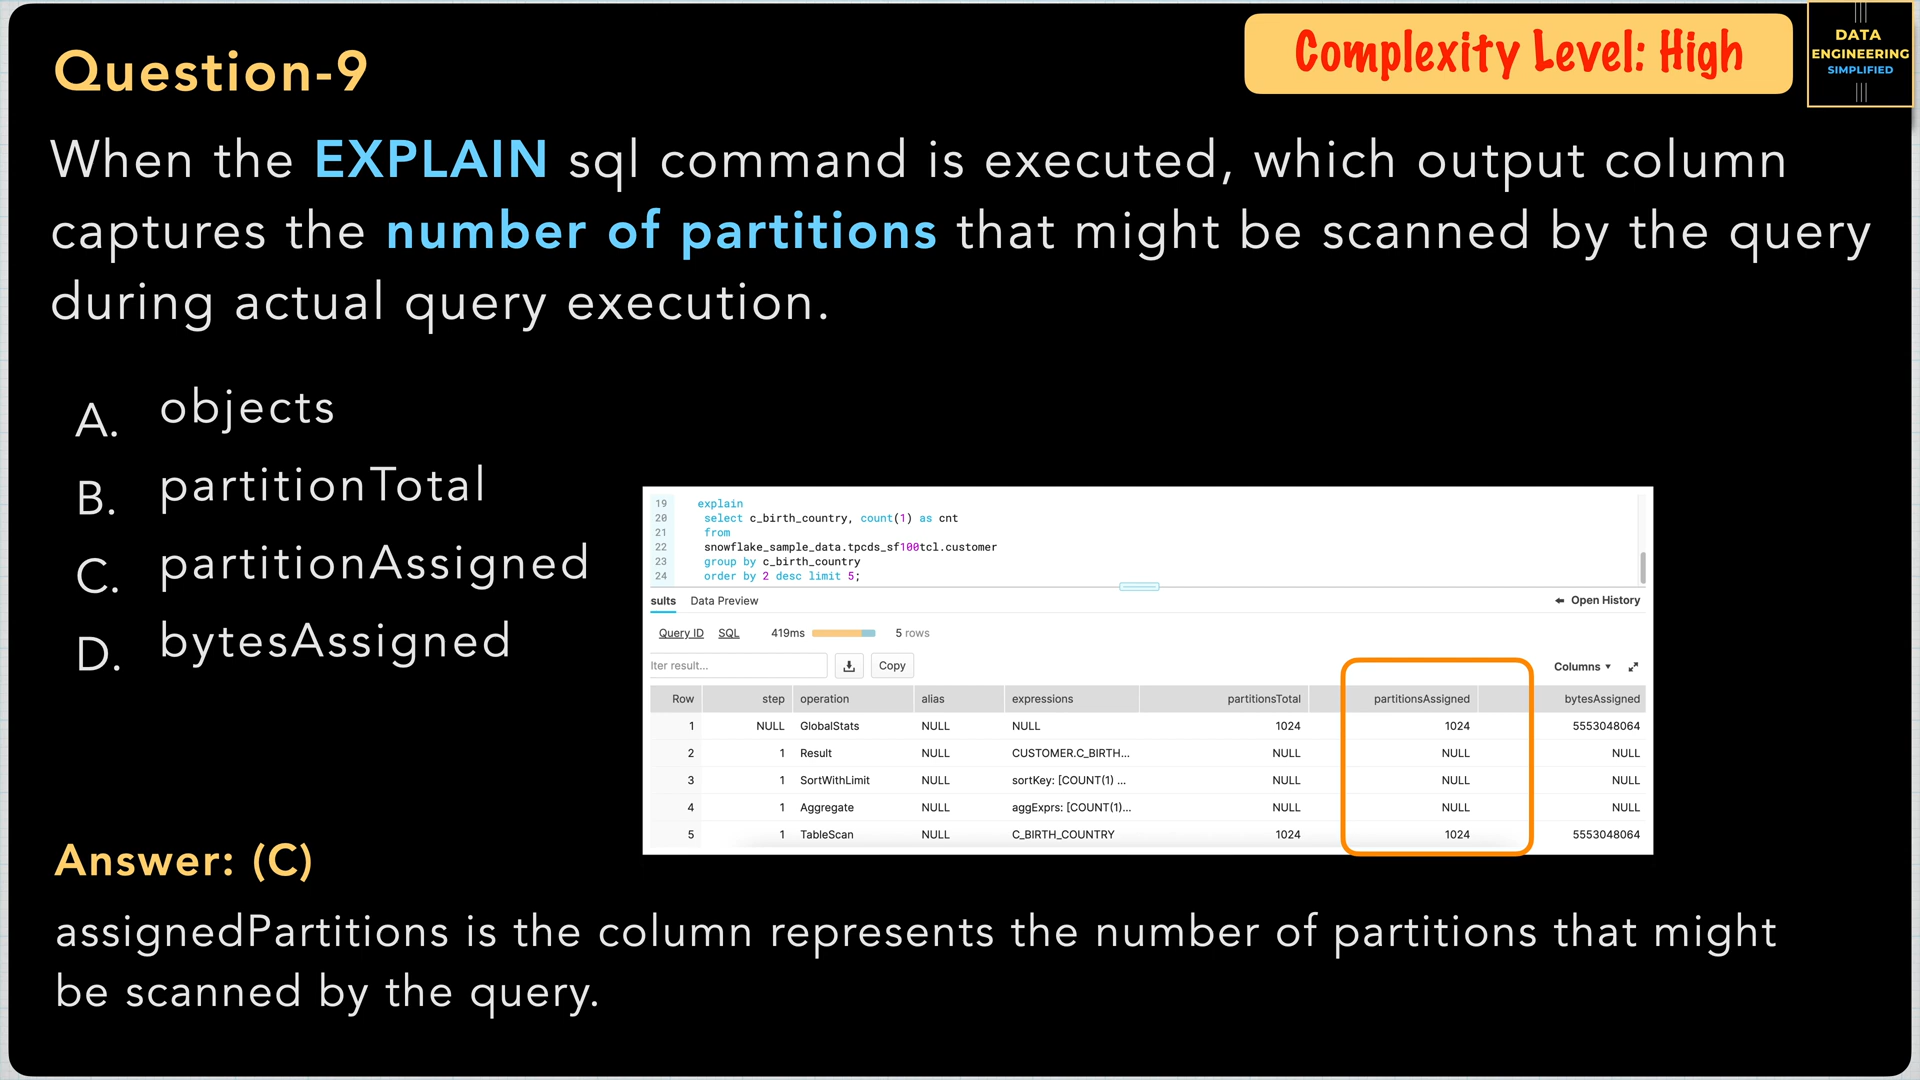 Question-9
Complexity Level: High
DATA
ENGINEERING
SIMPLIFIED
When the EXPLAIN sql command is executed, which output column
captures the number of partitions that might be scanned by the query
during actual query execution.
A. objects
B. partitionTotal
C. partitionAssigned
D. bytesAssigned
19 explain
20 select c_birth_country, count(1) as cnt
21 from
22 snowflake_sample_data.tpcds_sf100tcl.customer
23 group by c_birth_country
24 order by 2 desc limit 5;
sults Data Preview Open History
Query ID SQL 419ms 5 rows
lter result... Copy Columns
Row step operation alias expressions partitionsTotal partitionsAssigned bytesAssigned
1 NULL GlobalStats NULL NULL 1024 1024 5553048064
2 1 Result NULL CUSTOMER.C_BIRTH... NULL NULL NULL
3 1 SortWithLimit NULL sortKey: [COUNT(1) ... NULL NULL NULL
4 1 Aggregate NULL aggExprs: [COUNT(1)... NULL NULL NULL
5 1 TableScan NULL C_BIRTH_COUNTRY 1024 1024 5553048064
Answer: (C)
assignedPartitions is the column represents the number of partitions that might
be scanned by the query.